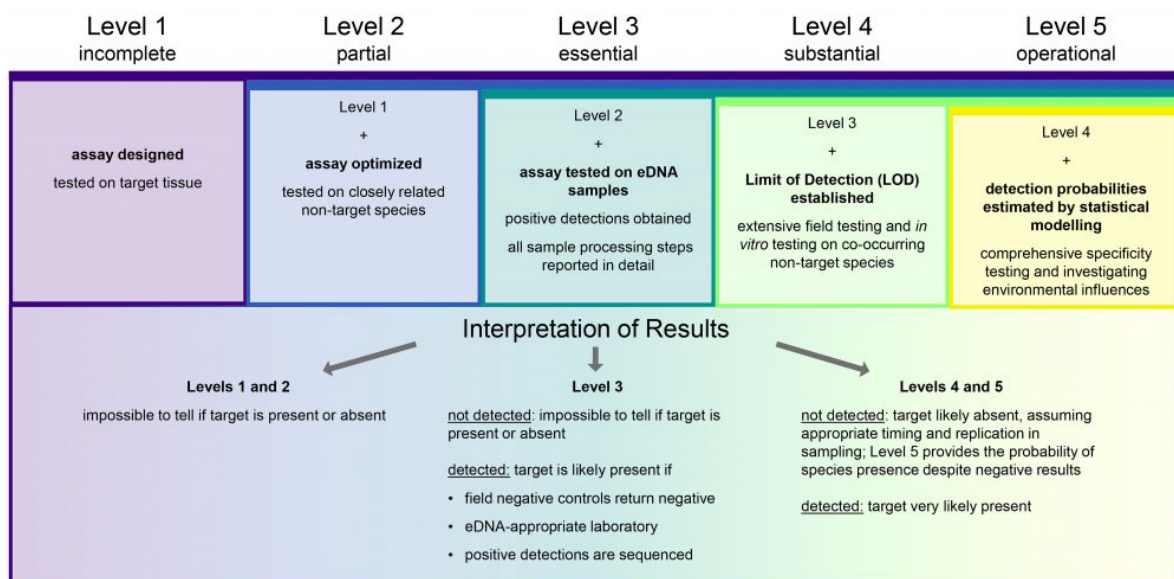 Level 1
incomplete
Level 2
partial
Level 3
essential
Level 4
substantial
Level 5
operational
assay designed
tested on target tissue
Level 1
+
assay optimized
tested on closely related
non-target species
Level 2
+
assay tested on eDNA
samples
positive detections obtained
all sample processing steps
reported in detail
Level 3
+
Limit of Detection (LOD)
established
extensive field testing and in
vitro testing on co-occurring
non-target species
Level 4
+
detection probabilities
estimated by statistical
modelling
comprehensive specificity
testing and investigating
environmental influences
Interpretation of Results
Levels 1 and 2
impossible to tell if target is present or absent
Level 3
not detected: impossible to tell if target is
present or absent
detected: target is likely present if
• field negative controls return negative
• eDNA-appropriate laboratory
• positive detections are sequenced
Levels 4 and 5
not detected: target likely absent, assuming
appropriate timing and replication in
sampling; Level 5 provides the probability of
species presence despite negative results
detected: target very likely present